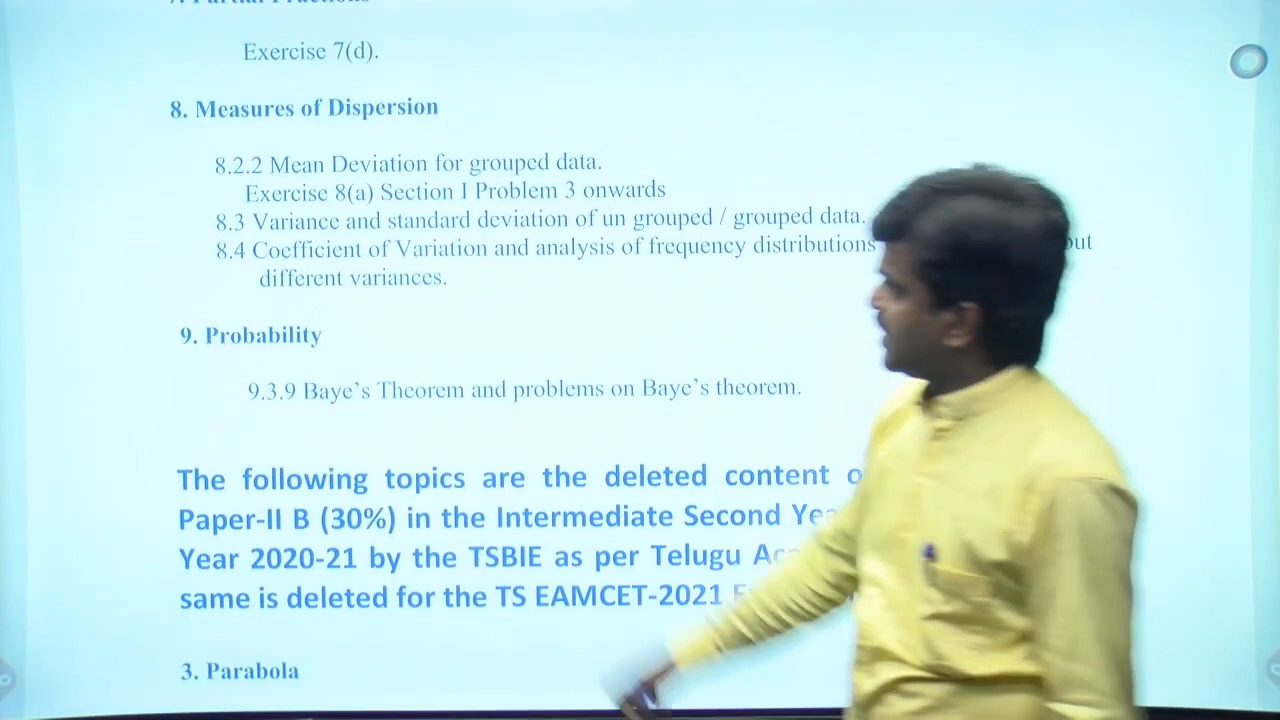 7. Partial Fractions
Exercise 7(d).
8. Measures of Dispersion
8.2.2 Mean Deviation for grouped data.
Exercise 8(a) Section I Problem 3 onwards
8.3 Variance and standard deviation of un grouped / grouped data.
8.4 Coefficient of Variation and analysis of frequency distributions
different variances.
9. Probability
9.3.9 Baye’s Theorem and problems on Baye’s theorem.
The following topics are the deleted content
Paper-II B (30%) in the Intermediate Second
Year 2020-21 by the TSBIE as per Telugu
same is deleted for the TS EAMCET-2021
3. Parabola